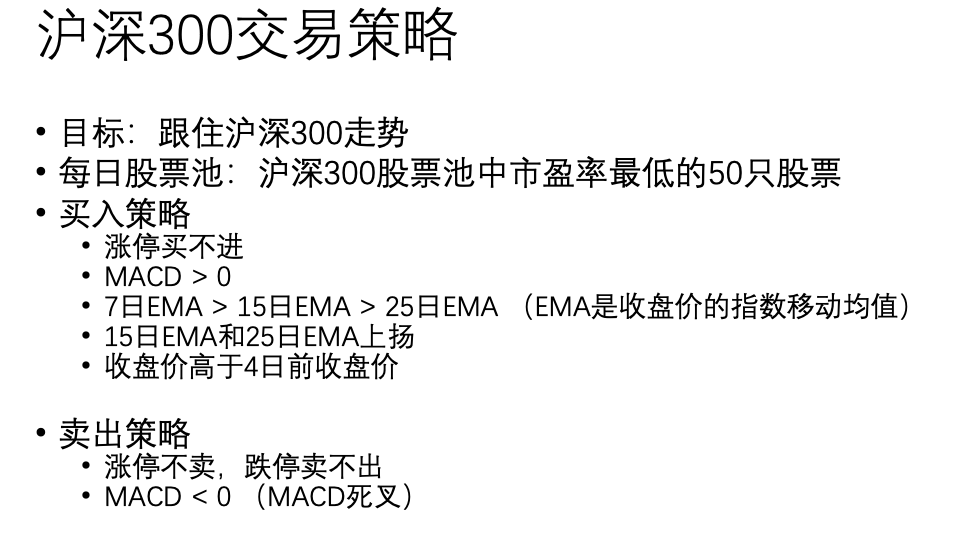 沪深300交易策略
• 目标：跟住沪深300走势
• 每日股票池：沪深300股票池中市盈率最低的50只股票
• 买入策略
• 涨停买不进
• MACD > 0
• 7日EMA > 15日EMA > 25日EMA （EMA是收盘价的指数移动均值）
• 15日EMA和25日EMA上扬
• 收盘价高于4日前收盘价
• 卖出策略
• 涨停不卖，跌停卖不出
• MACD < 0 （MACD死叉）